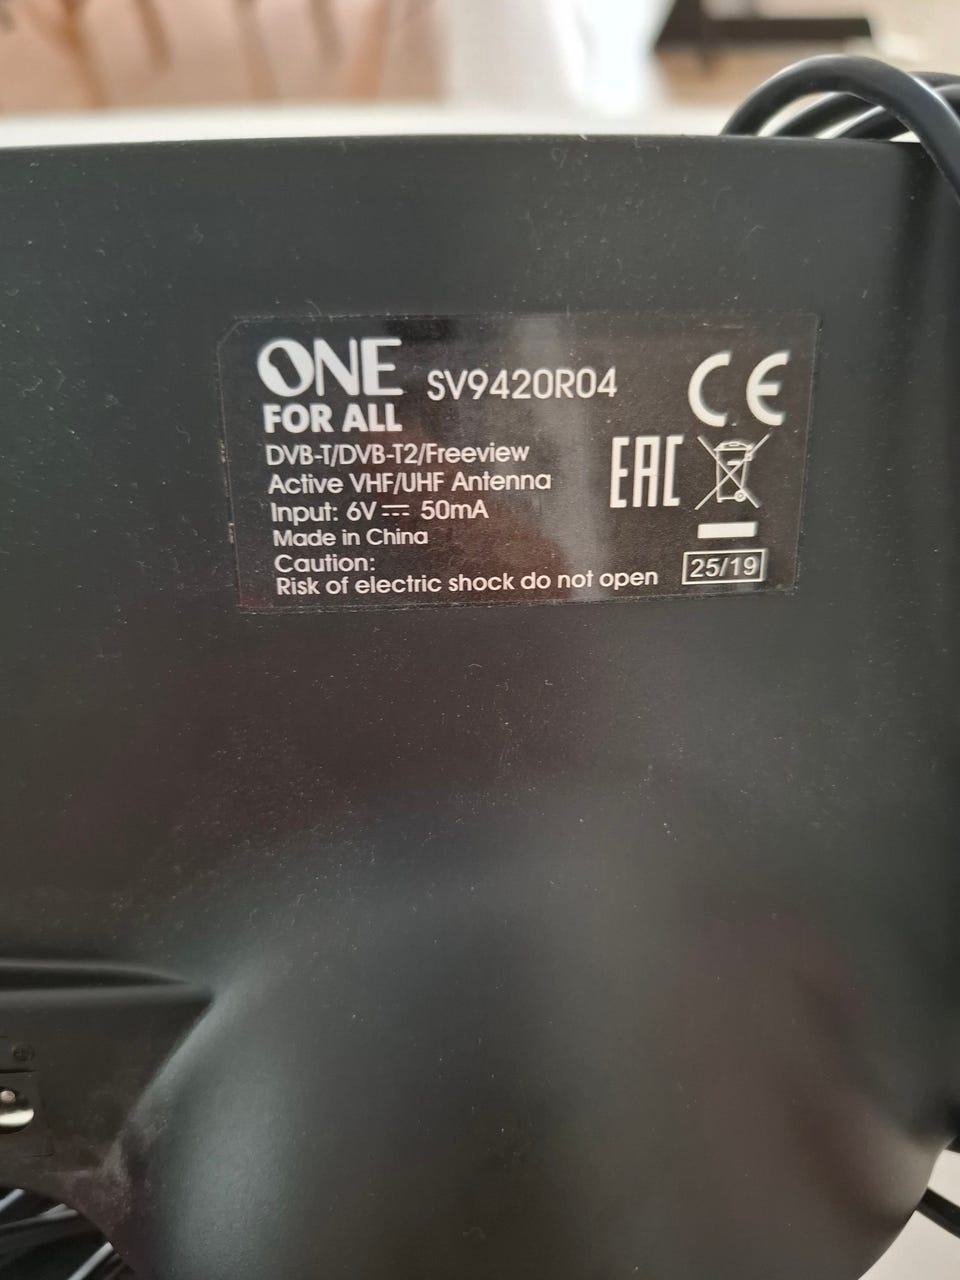 ONE
FOR ALL
SV9420R04
CE
DVB-T/DVB-T2/Freeview
Active VHF/UHF Antenna
Input: 6V⎓ 50mA
Made in China
Caution:
Risk of electric shock do not open
EAC
25/19